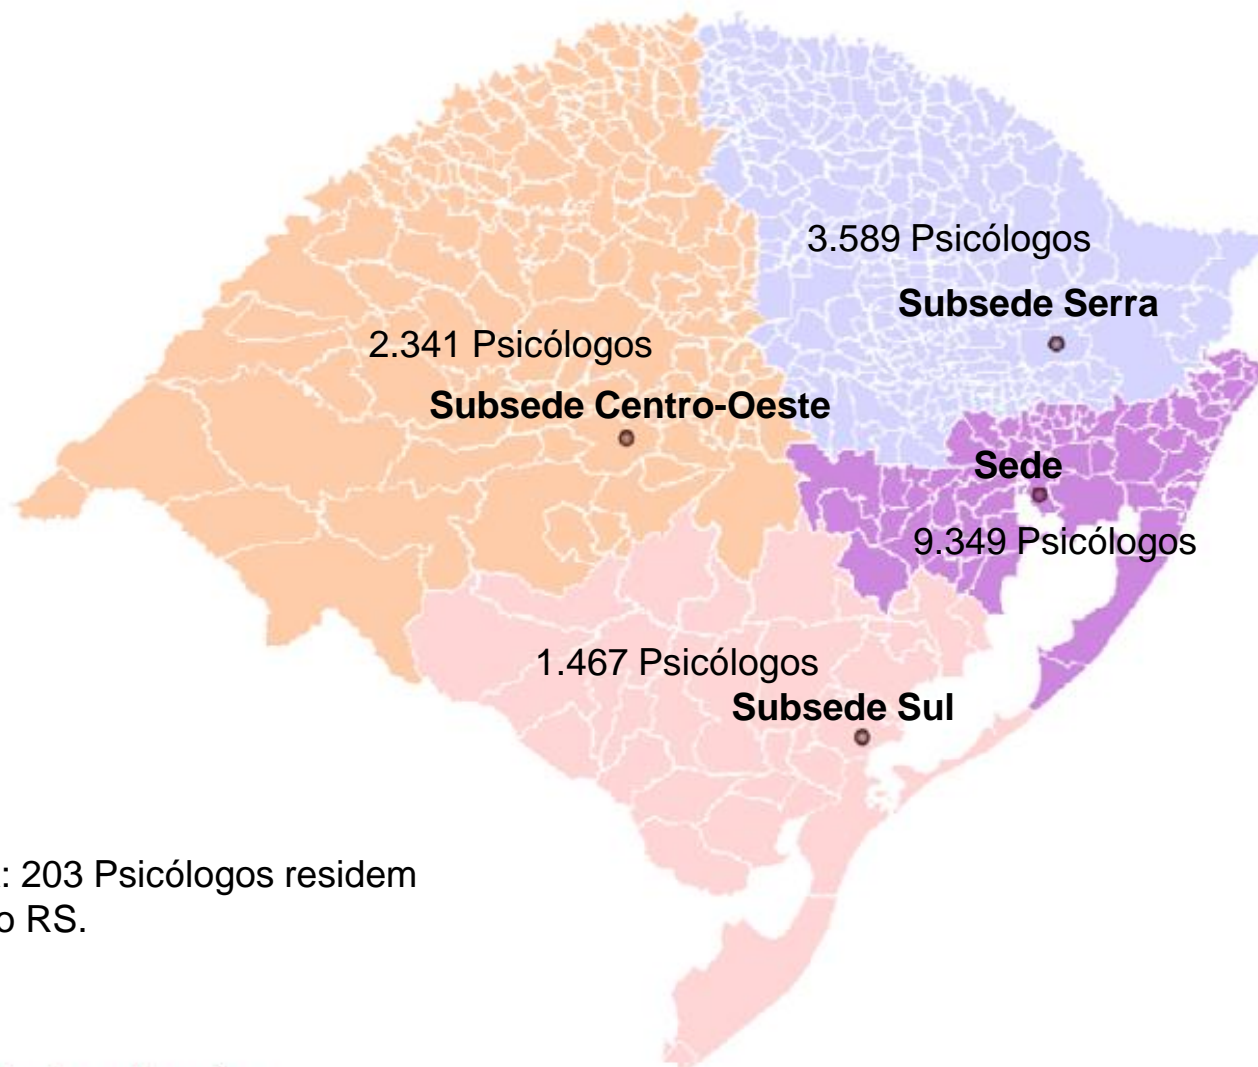 3.589 Psicólogos
Subsede Serra
2.341 Psicólogos
Subsede Centro-Oeste
Sede
9.349 Psicólogos
1.467 Psicólogos
Subsede Sul
: 203 Psicólogos residem
o RS.